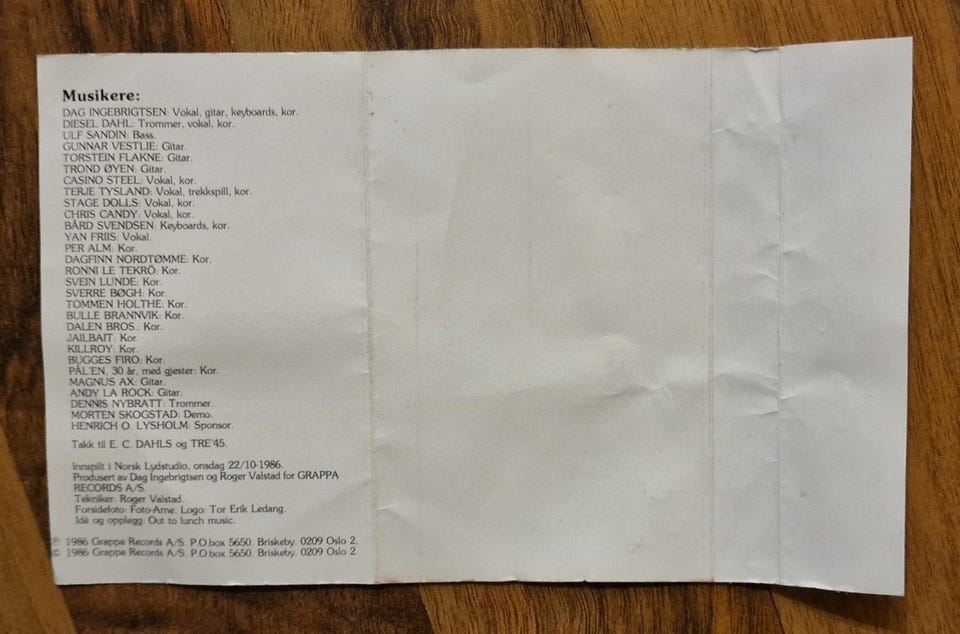 Musikere:
DAG INGEBRIGTSEN: Vokal, gitar, keyboards, kor.
DIESEL DAHL: Trommer, vokal, kor.
ULF SANDIN: Bass.
GUNNAR VESTLIE: Gitar.
TORSTEIN FLAKNE: Gitar.
TROND ØYEN: Gitar.
CASINO STEEL: Vokal, kor.
TERJE TYSLAND: Vokal, trekkspill, kor.
STAGE DOLLS: Vokal, kor.
CHRIS CANDY: Vokal, kor.
BÅRD SVENDSEN: Keyboards, kor.
YAN FRIIS: Vokal.
PER ALM: Kor.
DAGFINN NORDTØMME: Kor.
RONNI LE TEKRÖ: Kor.
SVEIN LUNDE: Kor.
SVERRE BØGH: Kor.
TOMMEN HOLTHE: Kor.
BULLE BRANNVIK: Kor.
DALEN BROS.: Kor.
JAILBAIT: Kor.
KILLROY: Kor.
BUGGES FIRO: Kor.
PÅL'EN, 30 år, med gjester: Kor.
MAGNUS AX: Gitar.
ANDY LA ROCK: Gitar.
DENNIS NYBRATT: Trommer.
MORTEN SKOGSTAD: Demo.
HENRICH O. LYSHOLM: Sponsor.
Takk til E. C. DAHLS og TRE'45.
Innspilt i Norsk Lydstudio, onsdag 22/10-1986.
Produsert av Dag Ingebrigtsen og Roger Valstad for GRAPPA
RECORDS A/S.
Tekniker: Roger Valstad.
Forsidefoto: Foto-Arne. Logo: Tor Erik Ledang.
Idé og opplegg: Out to lunch music.
℗ 1986 Grappa Records A/S. P.O.box 5650. Briskeby. 0209 Oslo 2.
© 1986 Grappa Records A/S. P.O.box 5650. Briskeby. 0209 Oslo 2.